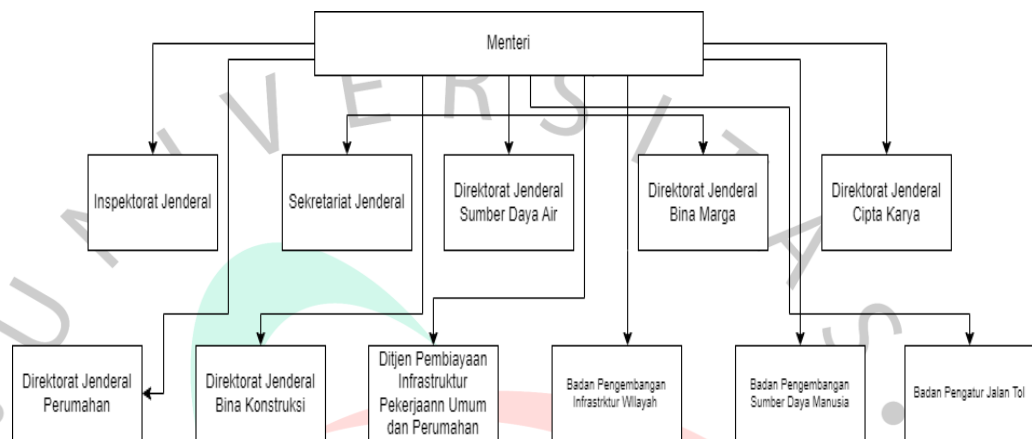 Menteri
Inspektorat Jenderal
Sekretariat Jenderal
Direktorat Jenderal
Sumber Daya Air
Direktorat Jenderal
Bina Marga
Direktorat Jenderal
Cipta Karya
Direktorat Jenderal
Perumahan
Direktorat Jenderal
Bina Konstruksi
Ditjen Pembiayaan
Infrastruktur
Pekerjaann Umum
dan Perumahan
Badan Pengembangan
Infrastrktur WIlayah
Badan Pengembangan
Sumber Daya Manusia
Badan Pengatur Jalan Tol
UNIVERSITAS